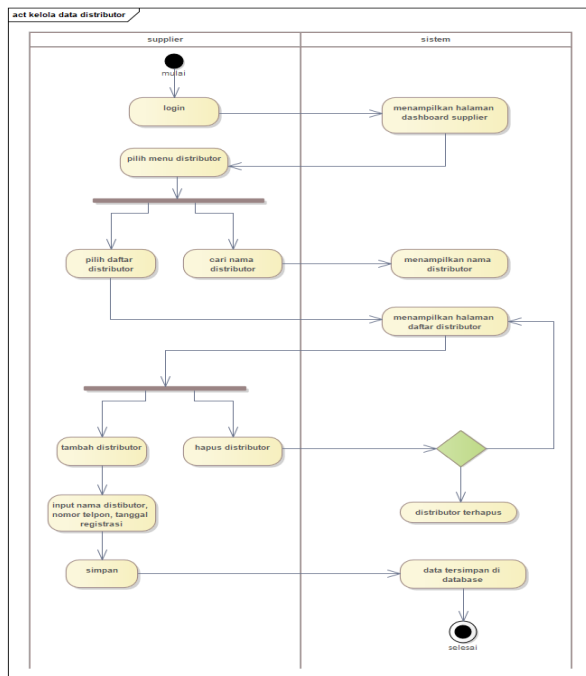 act kelola data distributor
supplier
sistem
mulai
login
menampilkan halaman
dashboard supplier
pilih menu distributor
pilih daftar
distributor
cari nama
distributor
menampilkan nama
distributor
menampilkan halaman
daftar distributor
tambah distributor
hapus distributor
input nama distibutor,
nomor telpon, tanggal
registrasi
distributor terhapus
simpan
data tersimpan di
database
selesai